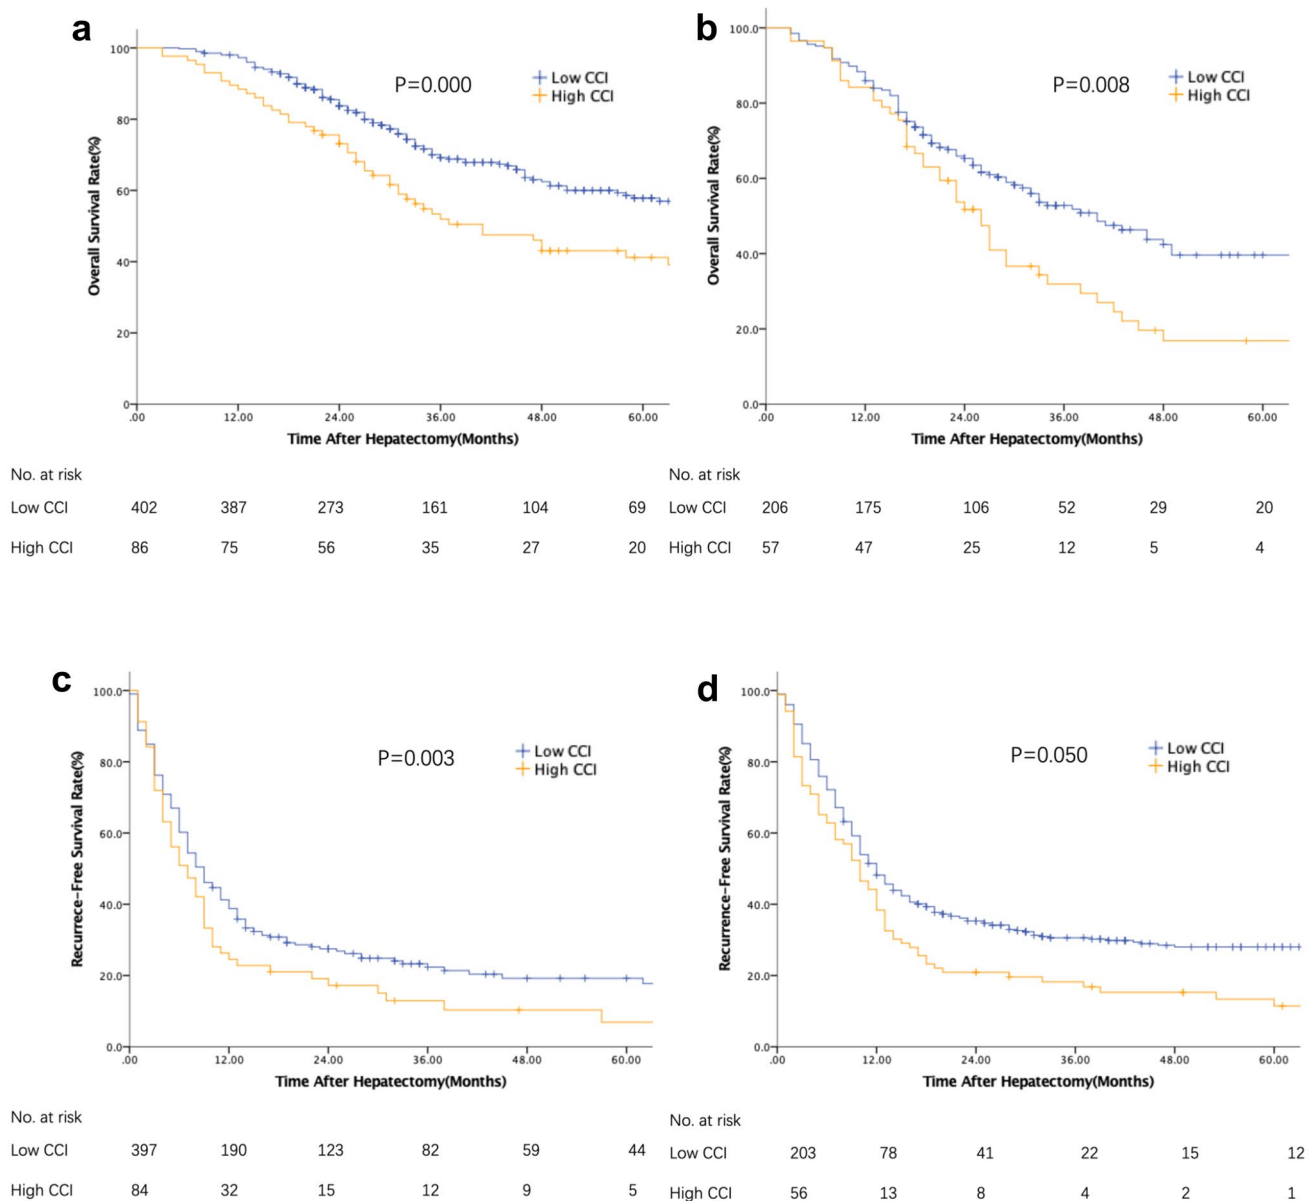 a
100
80
60
40
20
0
.00 12.00 24.00 36.00 48.00 60.00
Overall Survival Rate(%)
Time After Hepatectomy(Months)
P=0.000
Low CCI
High CCI
No. at risk
Low CCI 402 387 273 161 104 69
High CCI 86 75 56 35 27 20
b
100.0
80.0
60.0
40.0
20.0
0.0
.00 12.00 24.00 36.00 48.00 60.00
Overall Survival Rate(%)
Time After Hepatectomy(Months)
P=0.008
Low CCI
High CCI
No. at risk
Low CCI 206 175 106 52 29 20
High CCI 57 47 25 12 5 4
c
100.0
80.0
60.0
40.0
20.0
0.0
.00 12.00 24.00 36.00 48.00 60.00
Recurrece-Free Survival Rate(%)
Time After Hepatectomy(Months)
P=0.003
Low CCI
High CCI
No. at risk
Low CCI 397 190 123 82 59 44
High CCI 84 32 15 12 9 5
d
100.0
80.0
60.0
40.0
20.0
0.0
.00 12.00 24.00 36.00 48.00 60.00
Recurrence-Free Survival Rate(%)
Time After Hepatectomy(Months)
P=0.050
Low CCI
High CCI
No. at risk
Low CCI 203 78 41 22 15 12
High CCI 56 13 8 4 2 1